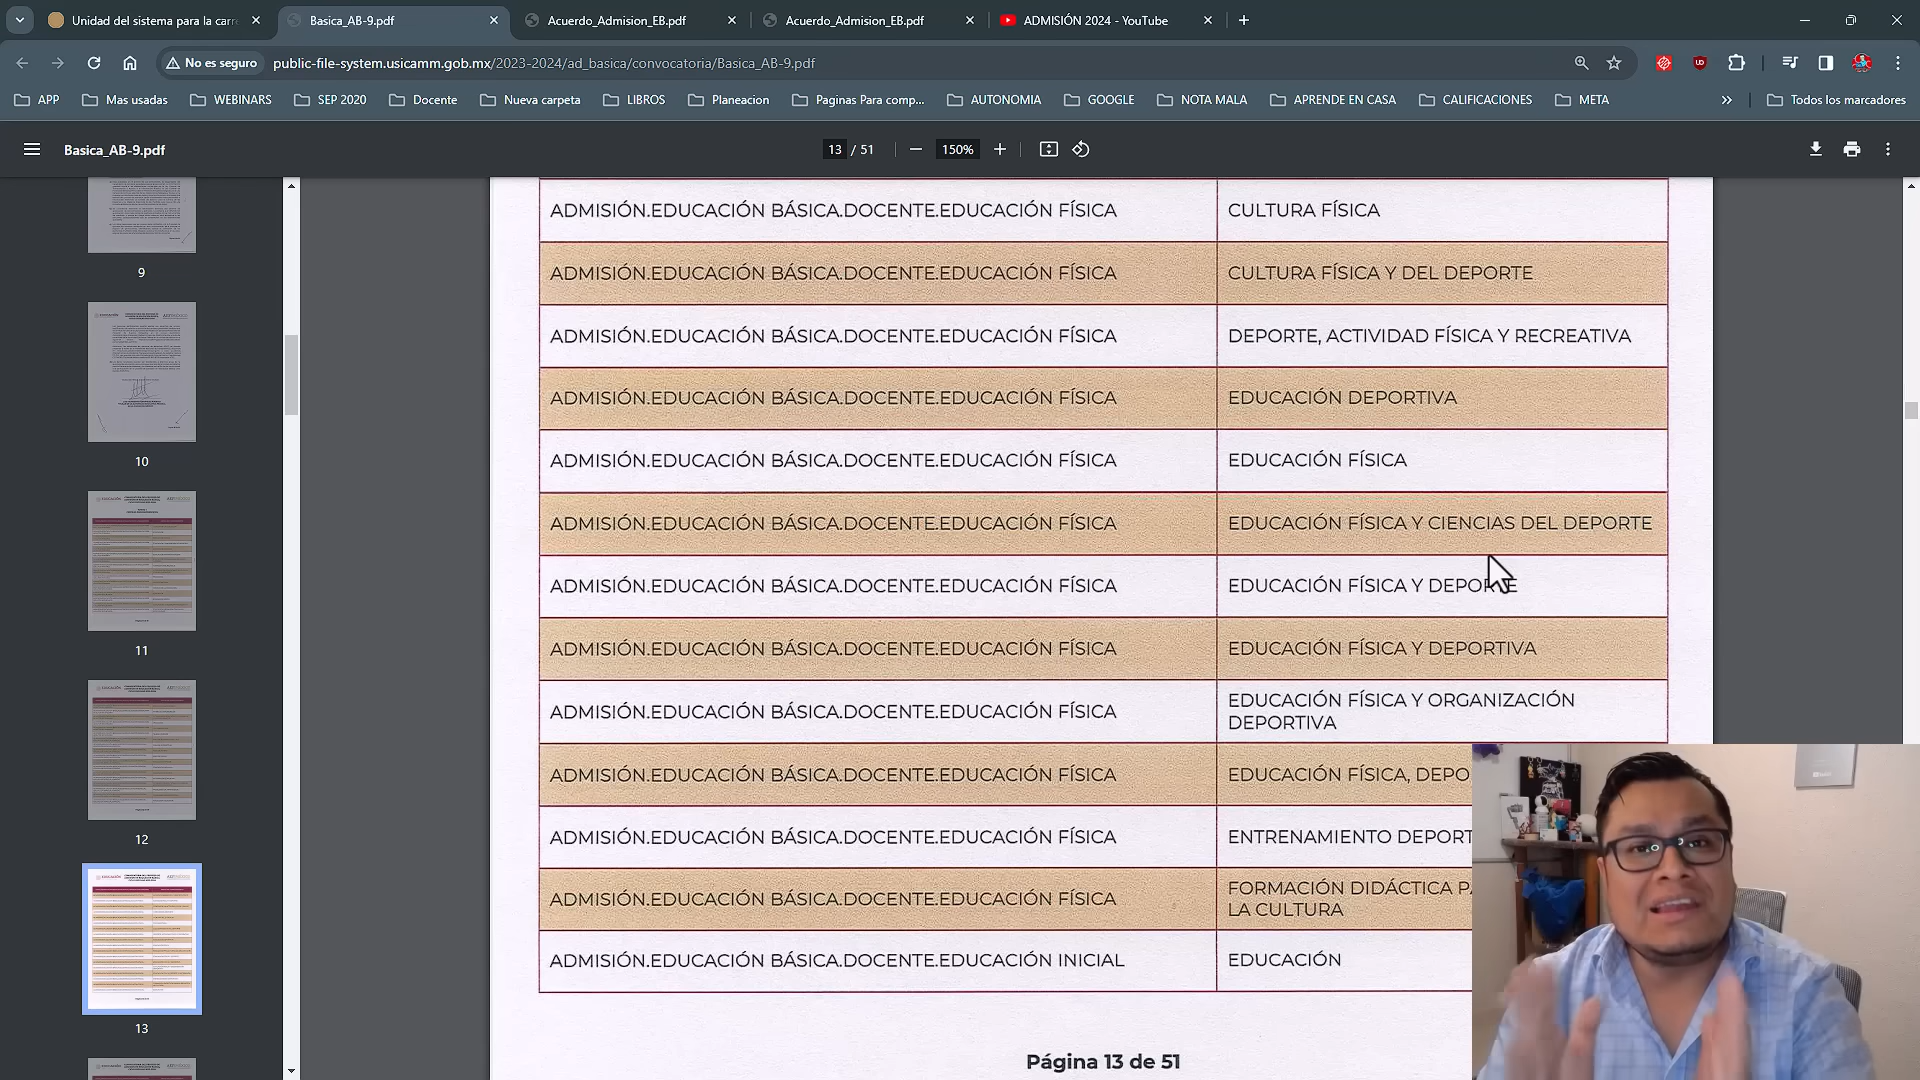 Unidad del sistema para la carre
Basica_AB-9.pdf
Acuerdo_Admision_EB.pdf
Acuerdo_Admision_EB.pdf
ADMISIÓN 2024 - YouTube
No es seguro
public-file-system.usicamm.gob.mx/2023-2024/ad_basica/convocatoria/Basica_AB-9.pdf
APP
Mas usadas
WEBINARS
SEP 2020
Docente
Nueva carpeta
LIBROS
Planeacion
Paginas Para comp...
AUTONOMIA
GOOGLE
NOTA MALA
APRENDE EN CASA
CALIFICACIONES
META
Todos los marcadores
Basica_AB-9.pdf
13 / 51
150%
9
10
11
12
13
ADMISIÓN.EDUCACIÓN BÁSICA.DOCENTE.EDUCACIÓN FÍSICA
CULTURA FÍSICA
ADMISIÓN.EDUCACIÓN BÁSICA.DOCENTE.EDUCACIÓN FÍSICA
CULTURA FÍSICA Y DEL DEPORTE
ADMISIÓN.EDUCACIÓN BÁSICA.DOCENTE.EDUCACIÓN FÍSICA
DEPORTE, ACTIVIDAD FÍSICA Y RECREATIVA
ADMISIÓN.EDUCACIÓN BÁSICA.DOCENTE.EDUCACIÓN FÍSICA
EDUCACIÓN DEPORTIVA
ADMISIÓN.EDUCACIÓN BÁSICA.DOCENTE.EDUCACIÓN FÍSICA
EDUCACIÓN FÍSICA
ADMISIÓN.EDUCACIÓN BÁSICA.DOCENTE.EDUCACIÓN FÍSICA
EDUCACIÓN FÍSICA Y CIENCIAS DEL DEPORTE
ADMISIÓN.EDUCACIÓN BÁSICA.DOCENTE.EDUCACIÓN FÍSICA
EDUCACIÓN FÍSICA Y DEPORTE
ADMISIÓN.EDUCACIÓN BÁSICA.DOCENTE.EDUCACIÓN FÍSICA
EDUCACIÓN FÍSICA Y DEPORTIVA
ADMISIÓN.EDUCACIÓN BÁSICA.DOCENTE.EDUCACIÓN FÍSICA
EDUCACIÓN FÍSICA Y ORGANIZACIÓN
DEPORTIVA
ADMISIÓN.EDUCACIÓN BÁSICA.DOCENTE.EDUCACIÓN FÍSICA
EDUCACIÓN FÍSICA, DEPO
ADMISIÓN.EDUCACIÓN BÁSICA.DOCENTE.EDUCACIÓN FÍSICA
ENTRENAMIENTO DEPORT
ADMISIÓN.EDUCACIÓN BÁSICA.DOCENTE.EDUCACIÓN FÍSICA
FORMACIÓN DIDÁCTICA PA
LA CULTURA
ADMISIÓN.EDUCACIÓN BÁSICA.DOCENTE.EDUCACIÓN INICIAL
EDUCACIÓN
Página 13 de 51